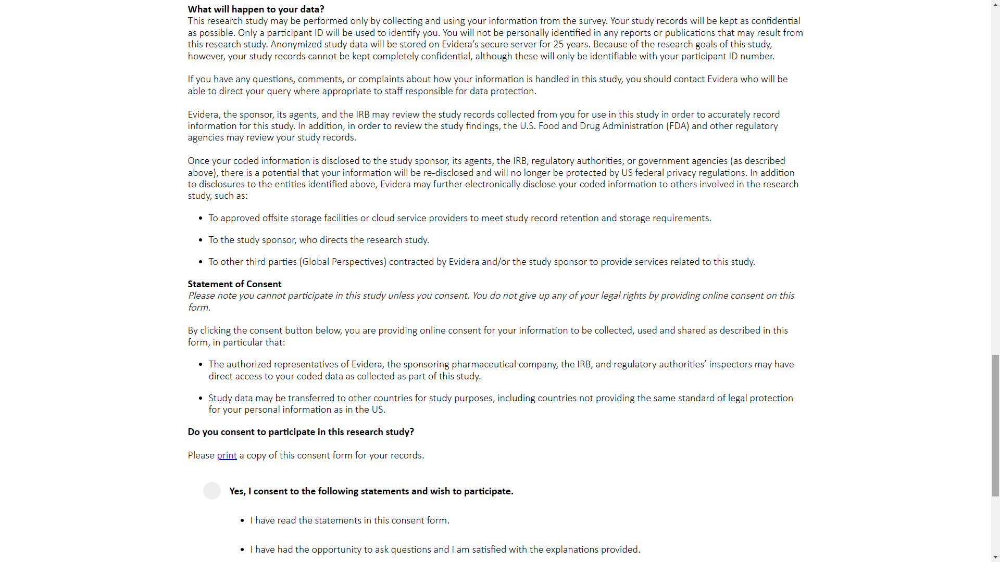 What will happen to your data?
This research study may be performed only by collecting and using your information from the survey. Your study records will be kept as confidential
as possible. Only a participant ID will be used to identify you. You will not be personally identified in any reports or publications that may result from
this research study. Anonymized study data will be stored on Evidera’s secure server for 25 years. Because of the research goals of this study,
however, your study records cannot be kept completely confidential, although these will only be identifiable with your participant ID number.
If you have any questions, comments, or complaints about how your information is handled in this study, you should contact Evidera who will be
able to direct your query where appropriate to staff responsible for data protection.
Evidera, the sponsor, its agents, and the IRB may review the study records collected from you for use in this study in order to accurately record
information for this study. In addition, in order to review the study findings, the U.S. Food and Drug Administration (FDA) and other regulatory
agencies may review your study records.
Once your coded information is disclosed to the study sponsor, its agents, the IRB, regulatory authorities, or government agencies (as described
above), there is a potential that your information will be re-disclosed and will no longer be protected by US federal privacy regulations. In addition
to disclosures to the entities identified above, Evidera may further electronically disclose your coded information to others involved in the research
study, such as:
• To approved offsite storage facilities or cloud service providers to meet study record retention and storage requirements.
• To the study sponsor, who directs the research study.
• To other third parties (Global Perspectives) contracted by Evidera and/or the study sponsor to provide services related to this study.
Statement of Consent
Please note you cannot participate in this study unless you consent. You do not give up any of your legal rights by providing online consent on this
form.
By clicking the consent button below, you are providing online consent for your information to be collected, used and shared as described in this
form, in particular that:
• The authorized representatives of Evidera, the sponsoring pharmaceutical company, the IRB, and regulatory authorities’ inspectors may have
direct access to your coded data as collected as part of this study.
• Study data may be transferred to other countries for study purposes, including countries not providing the same standard of legal protection
for your personal information as in the US.
Do you consent to participate in this research study?
Please print a copy of this consent form for your records.
Yes, I consent to the following statements and wish to participate.
• I have read the statements in this consent form.
• I have had the opportunity to ask questions and I am satisfied with the explanations provided.